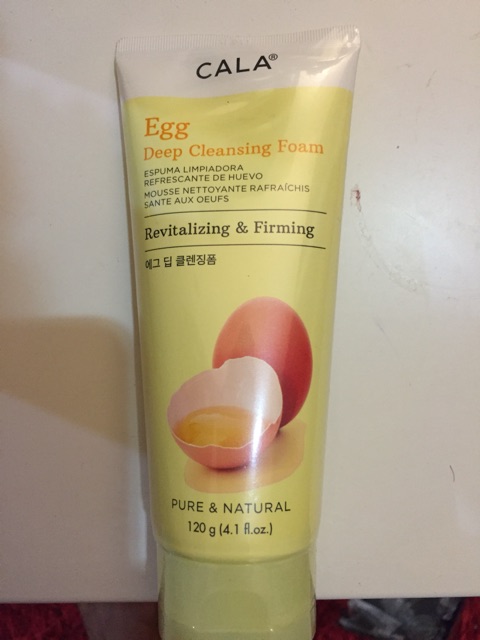 CALA®
Egg
Deep Cleansing Foam
ESPUMA LIMPIADORA
REFRESCANTE DE HUEVO
MOUSSE NETTOYANTE RAFRAÎCHIS
SANTE AUX OEUFS
Revitalizing & Firming
에그 딥 클렌징폼
PURE & NATURAL
120 g (4.1 fl.oz.)